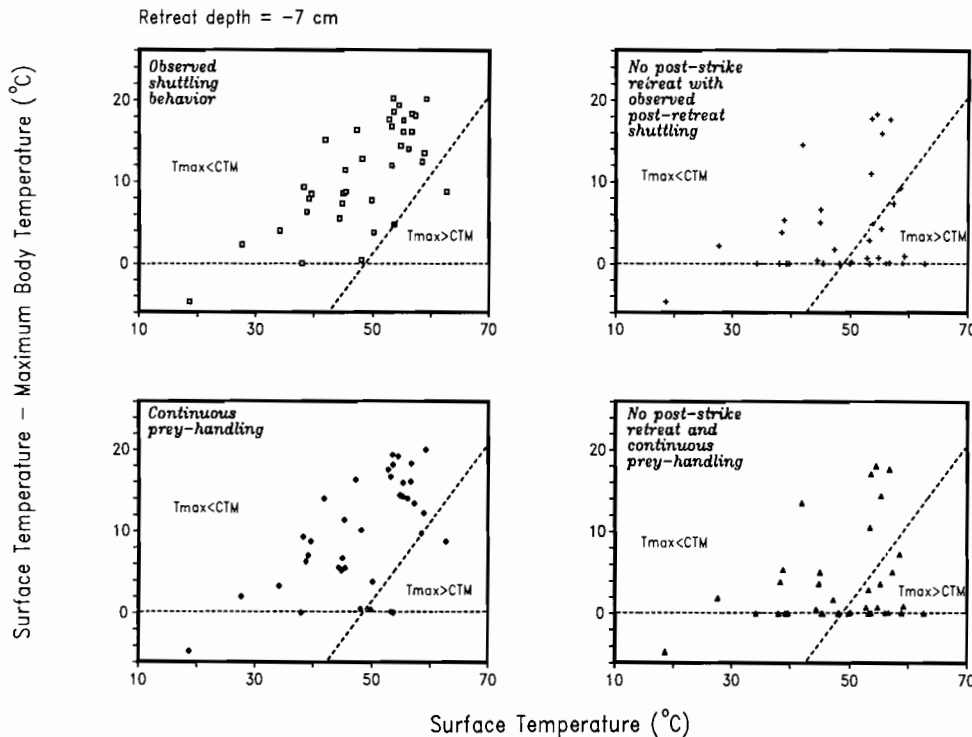 Retreat depth = -7 cm
Surface Temperature - Maximum Body Temperature (°C)
20
10
0
Observed
shuttling
behavior
Tmax<CTM
Tmax>CTM
10 30 50 70
20
10
0
No post-strike
retreat with
observed
post-retreat
shuttling
Tmax<CTM
Tmax>CTM
10 30 50 70
20
10
0
Continuous
prey-handling
Tmax<CTM
Tmax>CTM
10 30 50 70
20
10
0
No post-strike
retreat and
continuous
prey-handling
Tmax<CTM
Tmax>CTM
10 30 50 70
Surface Temperature (°C)